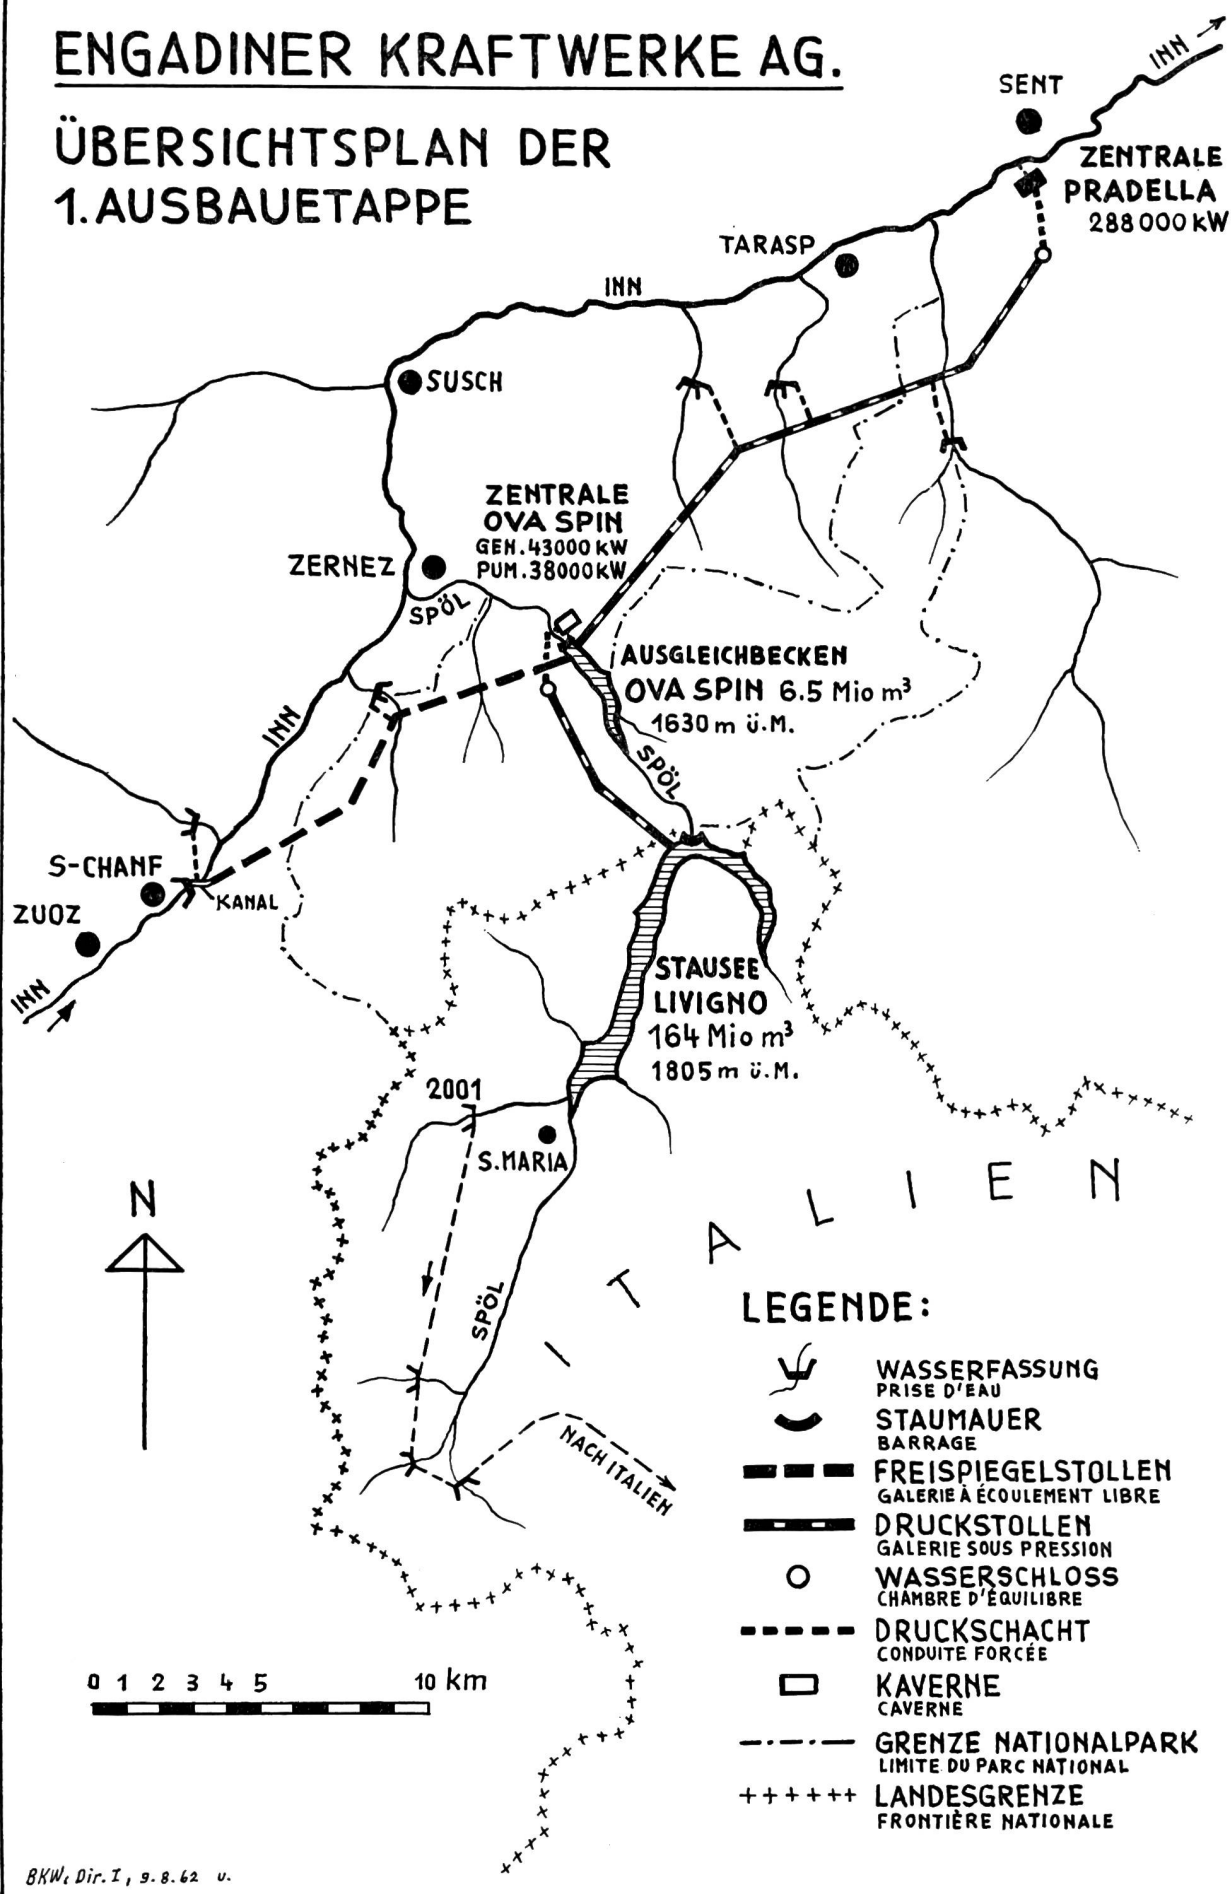 ENGADINER KRAFTWERKE AG.
ÜBERSICHTSPLAN DER
1. AUSBAUETAPPE
INN
SENT
ZENTRALE
PRADELLA
288 000 KW
TARASP
INN
SUSCH
ZENTRALE
OVA SPIN
GEN. 43000 KW
PUM. 38000 KW
ZERNEZ
SPÖL
AUSGLEICHBECKEN
OVA SPIN 6.5 Mio m³
1630 m ü.M.
INN
SPÖL
S-CHANF
KANAL
ZUOZ
INN
STAUSEE
LIVIGNO
164 Mio m³
1805 m ü.M.
2001
S. MARIA
N
ITALIEN
SPÖL
NACH ITALIEN
LEGENDE:
WASSERFASSUNG
PRISE D'EAU
STAUMAUER
BARRAGE
FREISPIEGELSTOLLEN
GALERIE À ÉCOULEMENT LIBRE
DRUCKSTOLLEN
GALERIE SOUS PRESSION
WASSERSCHLOSS
CHAMBRE D'ÉQUILIBRE
DRUCKSCHACHT
CONDUITE FORCÉE
KAVERNE
CAVERNE
GRENZE NATIONALPARK
LIMITE DU PARC NATIONAL
LANDESGRENZE
FRONTIÈRE NATIONALE
0 1 2 3 4 5 10 km
BKW, Dir. I, 9.8.62 u.